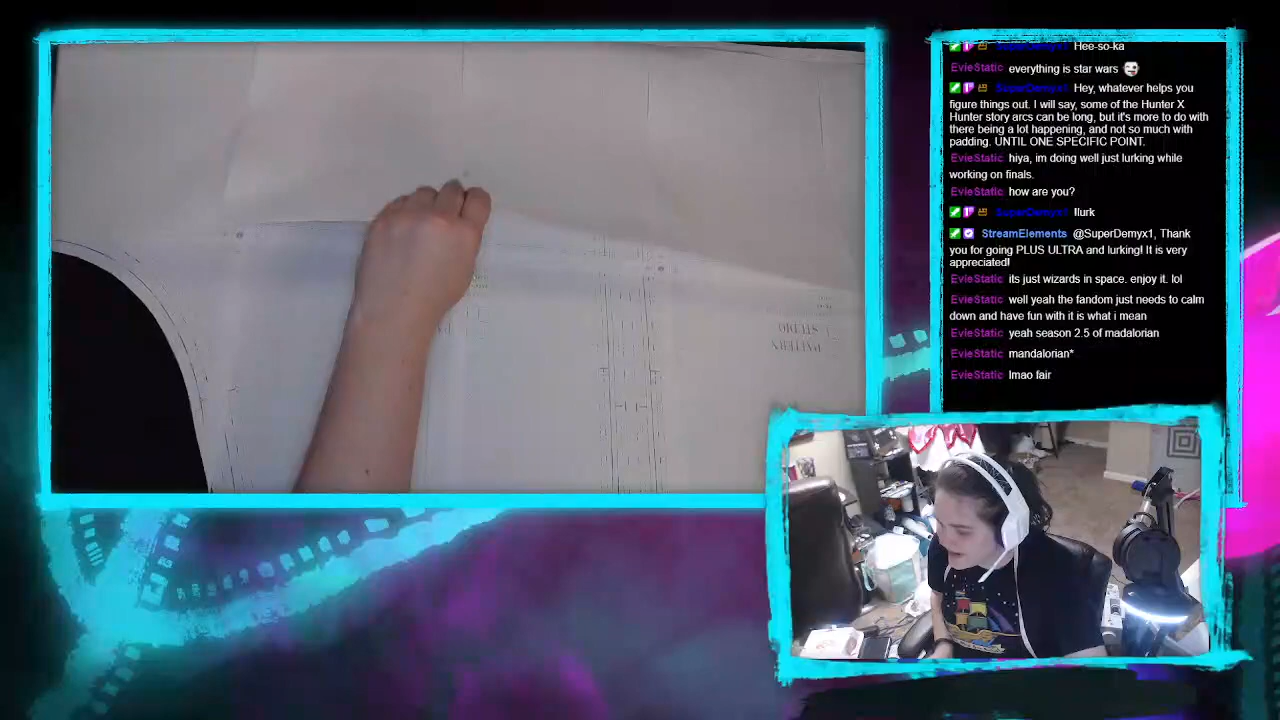 SuperDemyx1 Hee-so-ka
EvieStatic everything is star wars
SuperDemyx1 Hey, whatever helps you
figure things out. I will say, some of the Hunter X
Hunter story arcs can be long, but it's more to do with
there being a lot happening, and not so much with
padding. UNTIL ONE SPECIFIC POINT.
EvieStatic hiya, im doing well just lurking while
working on finals.
EvieStatic how are you?
SuperDemyx1 !lurk
StreamElements @SuperDemyx1, Thank
you for going PLUS ULTRA and lurking! It is very
appreciated!
EvieStatic its just wizards in space. enjoy it. lol
EvieStatic well yeah the fandom just needs to calm
down and have fun with it is what i mean
EvieStatic yeah season 2.5 of madalorian
EvieStatic mandalorian*
EvieStatic lmao fair